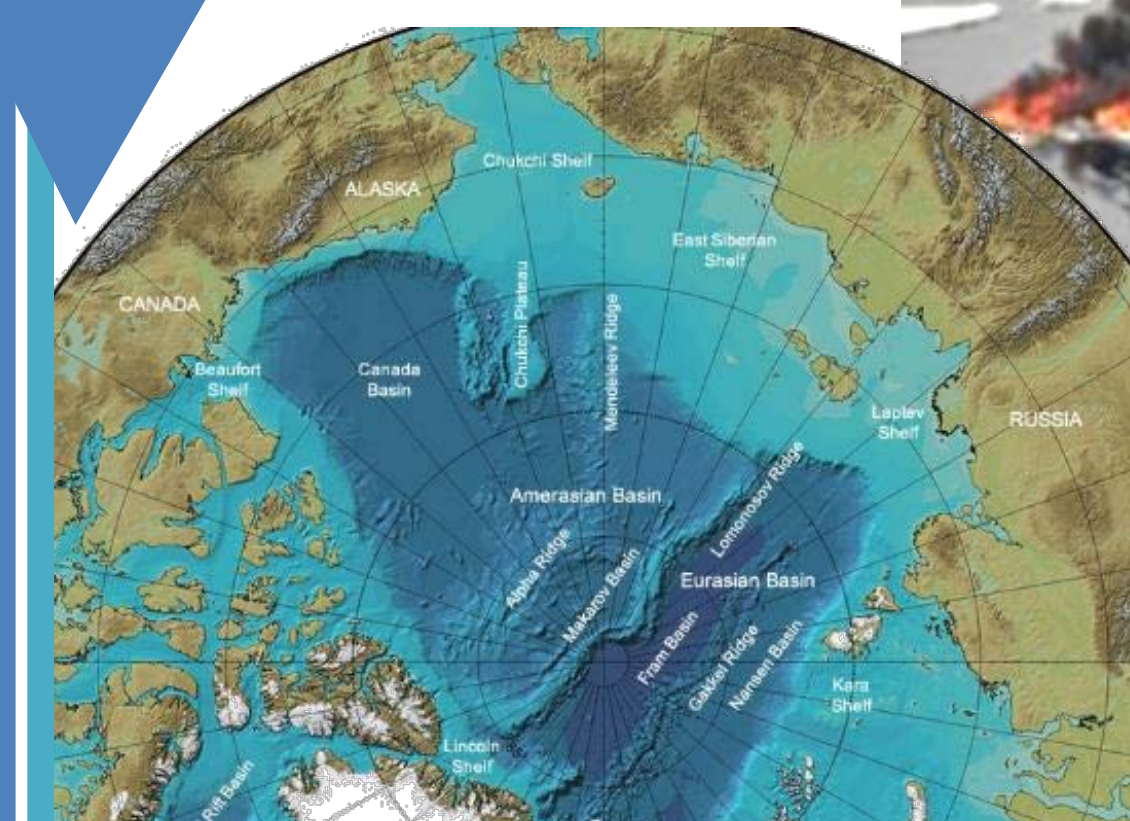 Chukchi Shelf
ALASKA
East Siberian
Shelf
CANADA
Chukchi Plateau
Mendeleev Ridge
Beaufort
Shelf
Canada
Basin
Laptev
Shelf
RUSSIA
Amerasian Basin
Lomonosov Ridge
Alpha Ridge
Makarov Basin
Eurasian Basin
Fram Basin
Gakkel Ridge
Nansen Basin
Kara
Shelf
Lincoln
Shelf
Rift Basin